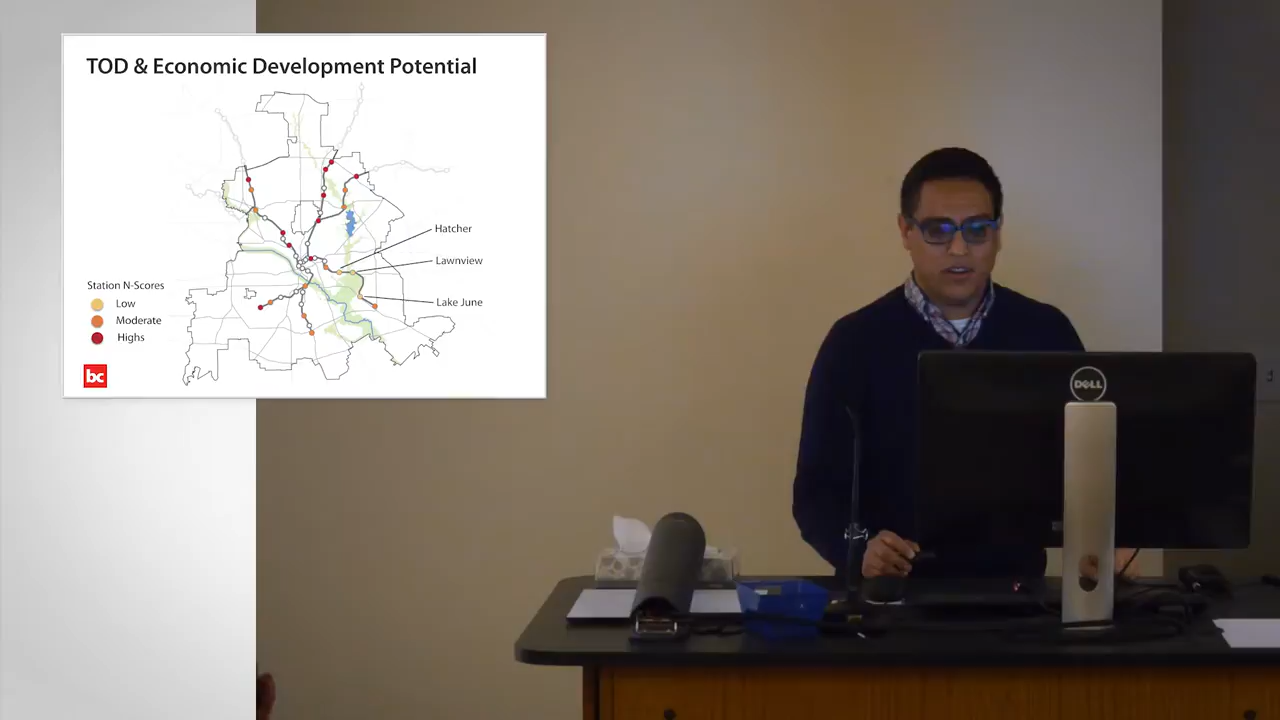 TOD & Economic Development Potential
Hatcher
Lawnview
Lake June
Station N-Scores
Low
Moderate
Highs
bc
DELL